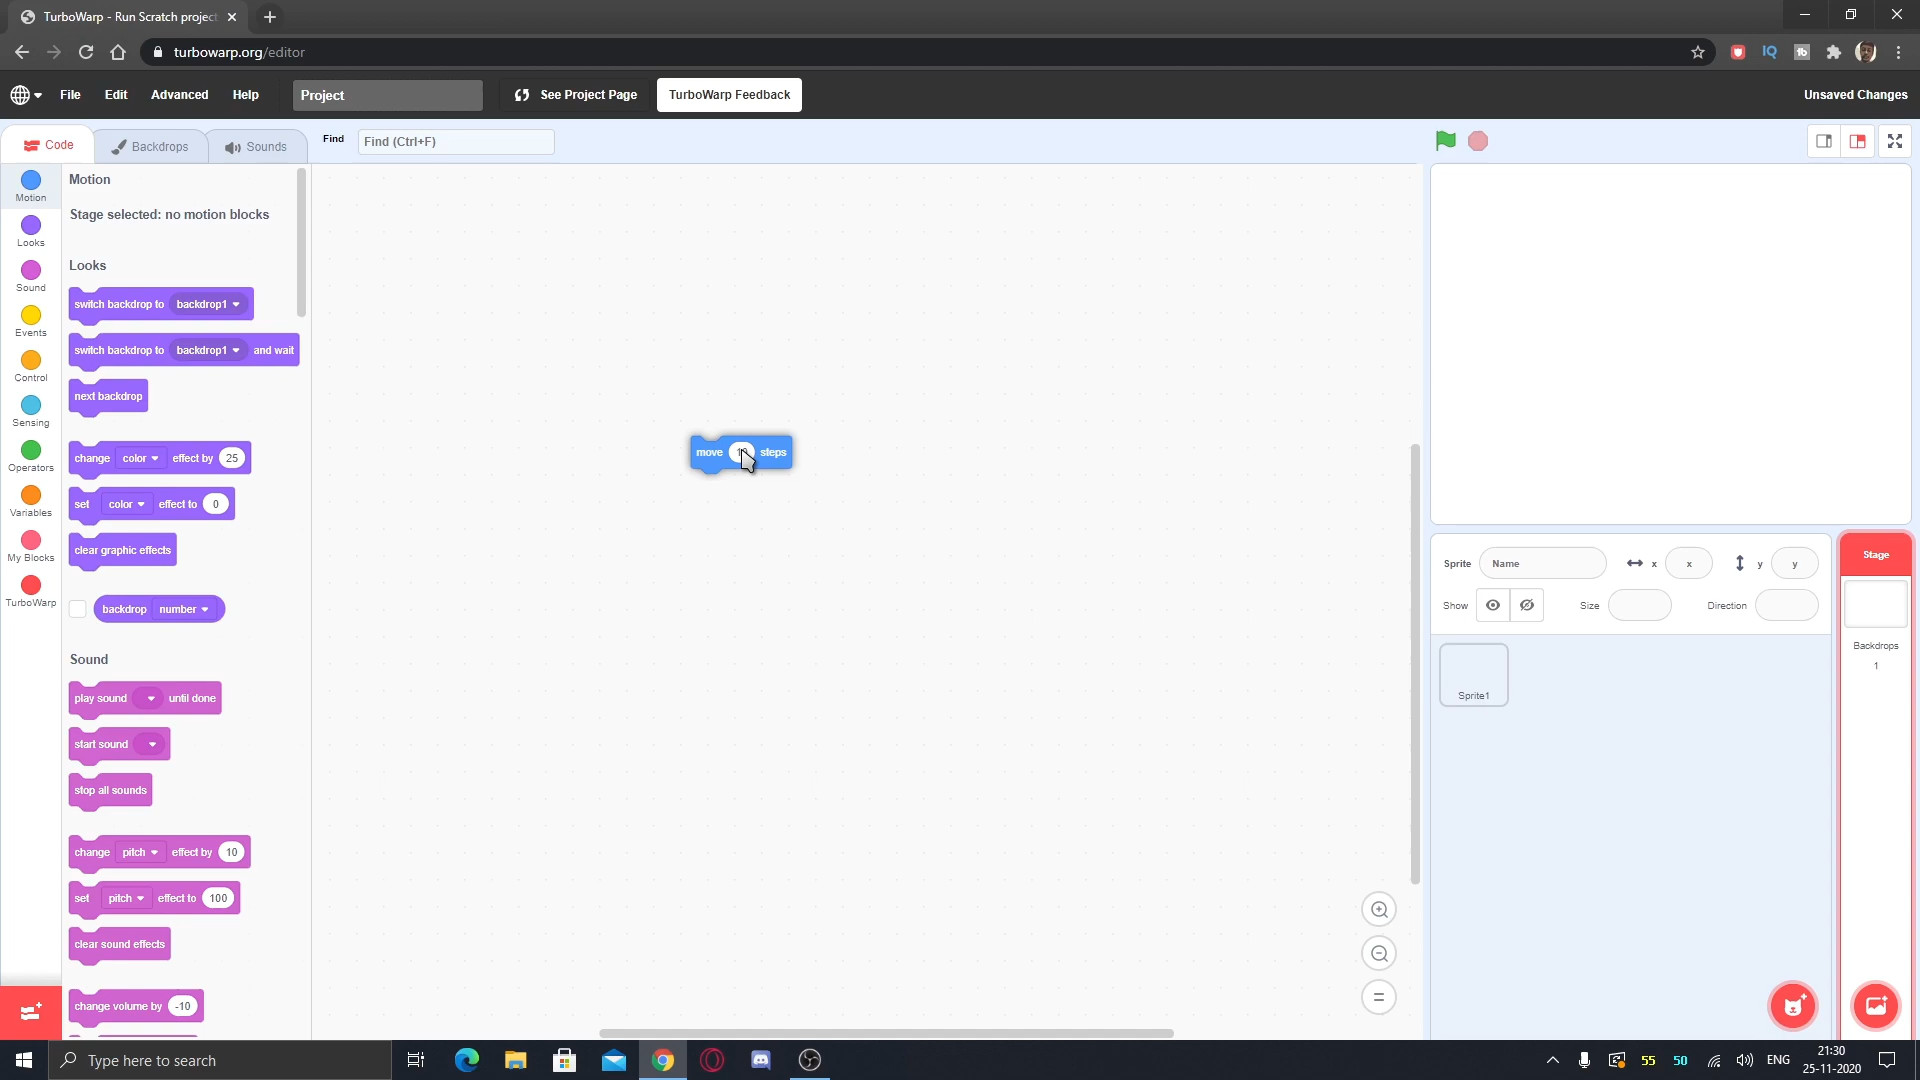 TurboWarp - Run Scratch project
turbowarp.org/editor
File Edit Advanced Help Project See Project Page TurboWarp Feedback Unsaved Changes
Code Backdrops Sounds Find Find (Ctrl+F)
Motion
Looks
Sound
Events
Control
Sensing
Operators
Variables
My Blocks
TurboWarp
Motion
Stage selected: no motion blocks
Looks
switch backdrop to backdrop1
switch backdrop to backdrop1 and wait
next backdrop
change color effect by 25
set color effect to 0
clear graphic effects
backdrop number
Sound
play sound until done
start sound
stop all sounds
change pitch effect by 10
set pitch effect to 100
clear sound effects
change volume by -10
move steps
Sprite Name x x y y
Show Size Direction
Sprite1
Stage
Backdrops
1
Type here to search
55 50 ENG
21:30
25-11-2020